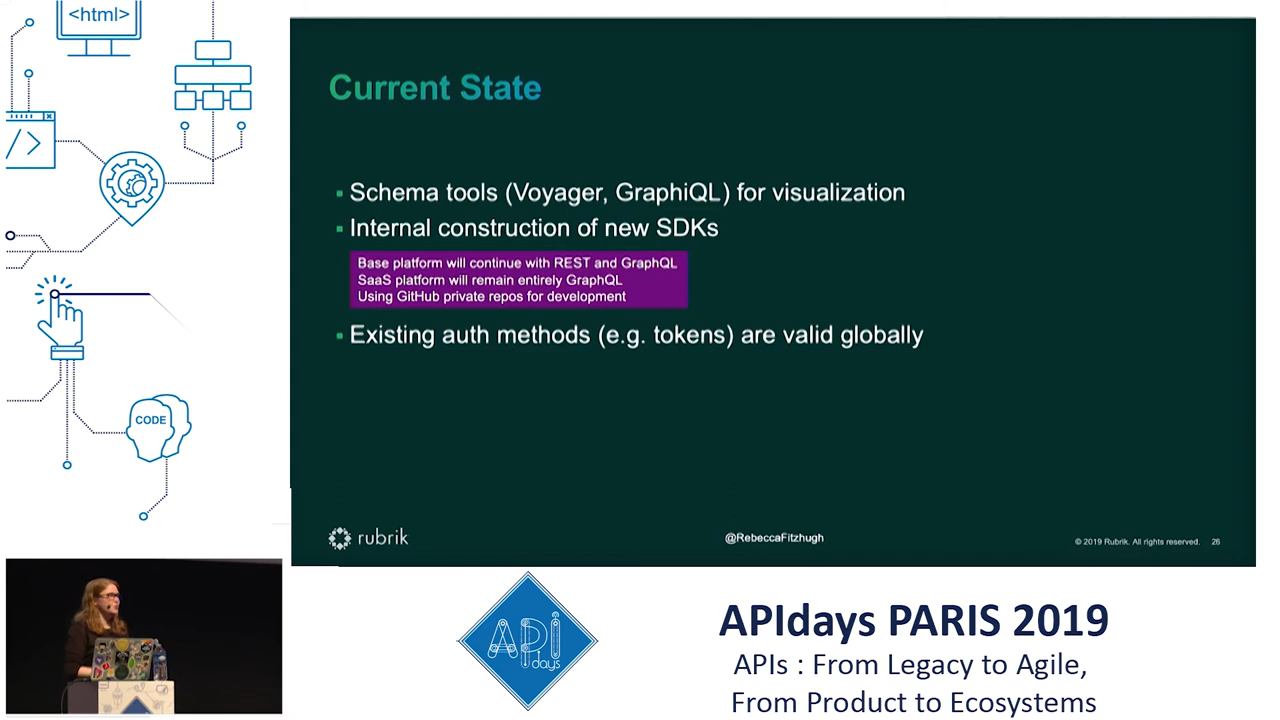 <html>
</>
CODE
Current State
Schema tools (Voyager, GraphiQL) for visualization
Internal construction of new SDKs
Base platform will continue with REST and GraphQL
SaaS platform will remain entirely GraphQL
Using GitHub private repos for development
Existing auth methods (e.g. tokens) are valid globally
rubrik
@RebeccaFitzhugh
© 2019 Rubrik. All rights reserved. 26
API
days
APIdays PARIS 2019
APIs : From Legacy to Agile,
From Product to Ecosystems